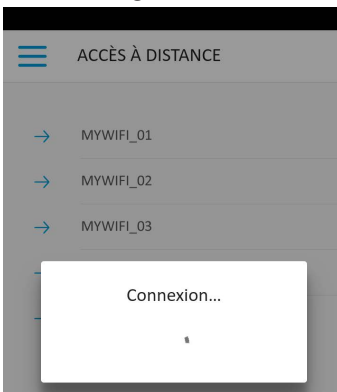 ACCÈS À DISTANCE
MYWIFI_01
MYWIFI_02
MYWIFI_03
Connexion...